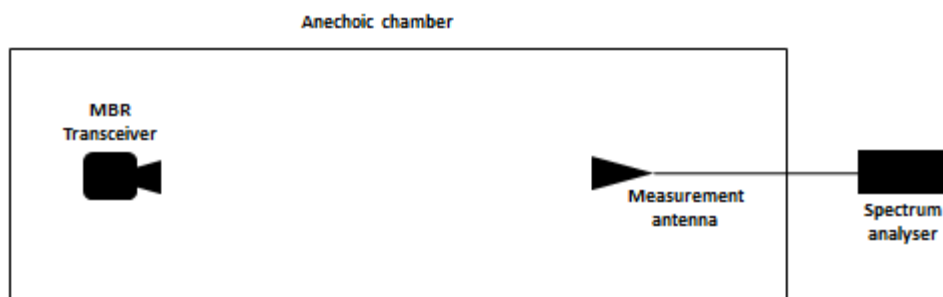 Anechoic chamber
MBR
Transceiver
Measurement
antenna
Spectrum
analyser